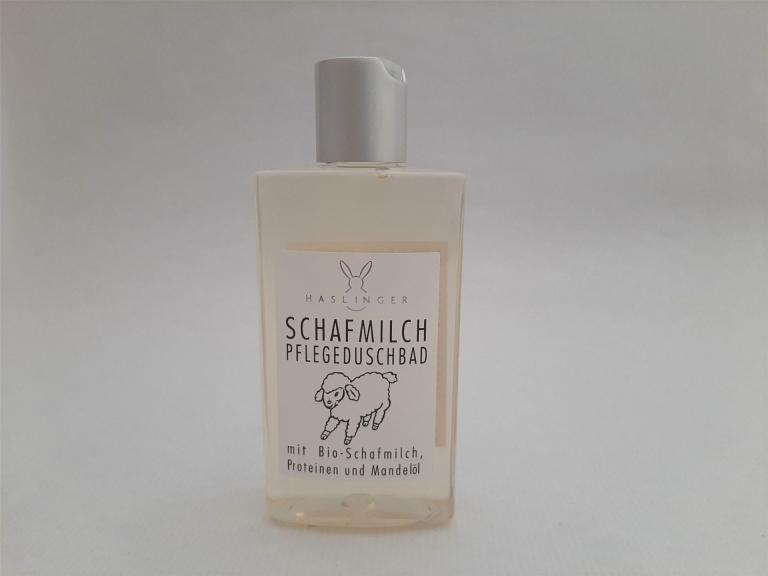 HASLINGER
SCHAFMILCH
PFLEGEDUSCHBAD
mit Bio-Schafmilch,
Proteinen und Mandelöl